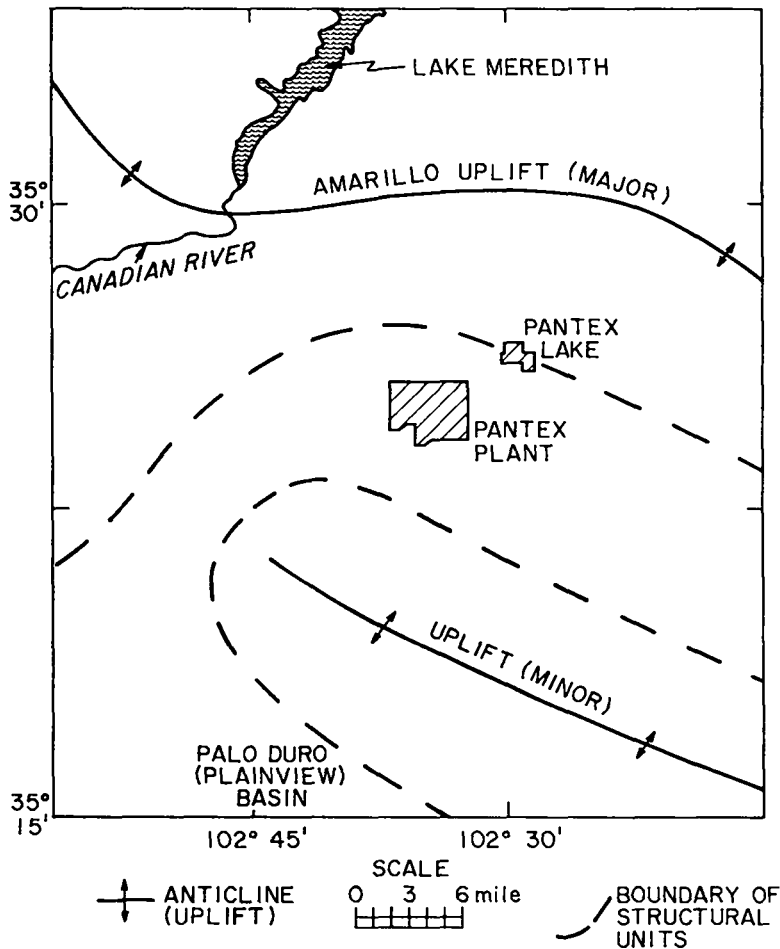 LAKE MEREDITH
AMARILLO UPLIFT (MAJOR)
35°
30'
CANADIAN RIVER
PANTEX
LAKE
PANTEX
PLANT
UPLIFT (MINOR)
PALO DURO
(PLAINVIEW)
BASIN
35°
15'
102° 45'
102° 30'
SCALE
0 3 6 mile
ANTICLINE
(UPLIFT)
BOUNDARY OF
STRUCTURAL
UNITS